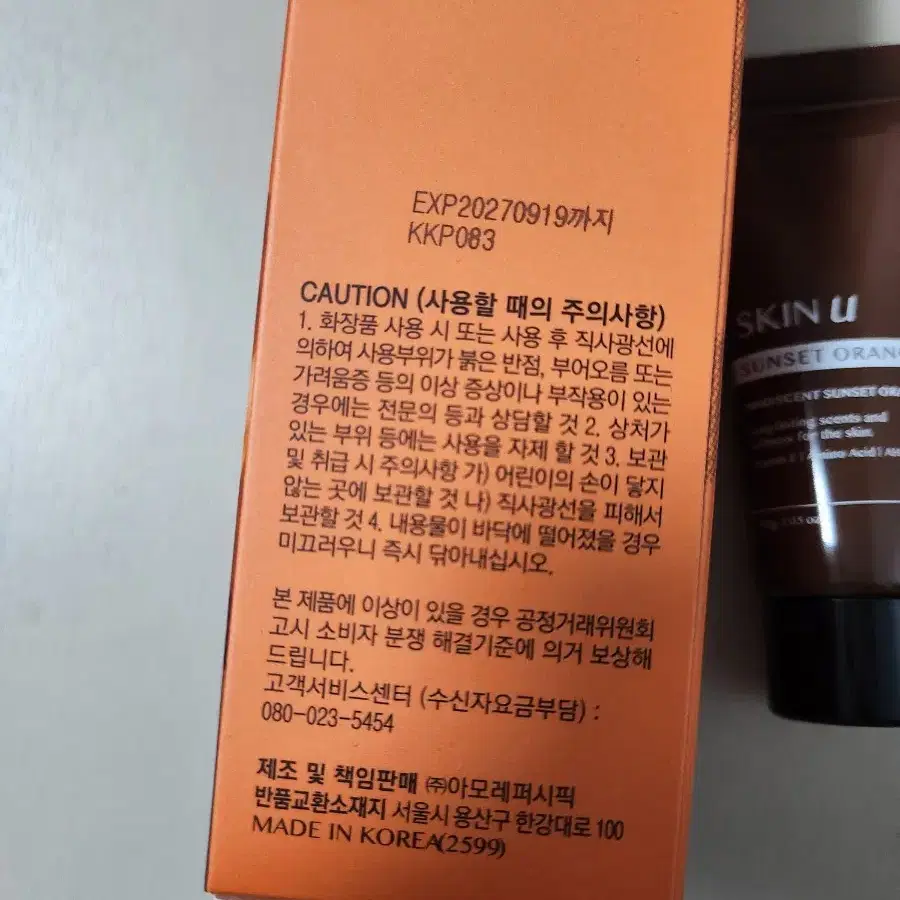 EXP20270919까지
KKP083
CAUTION (사용할 때의 주의사항)
1. 화장품 사용 시 또는 사용 후 직사광선에
의하여 사용부위가 붉은 반점, 부어오름 또는
가려움증 등의 이상 증상이나 부작용이 있는
경우에는 전문의 등과 상담할 것 2. 상처가
있는 부위 등에는 사용을 자제 할 것 3. 보관
및 취급 시 주의사항 가) 어린이의 손이 닿지
않는 곳에 보관할 것 나) 직사광선을 피해서
보관할 것 4. 내용물이 바닥에 떨어졌을 경우
미끄러우니 즉시 닦아내십시오.
본 제품에 이상이 있을 경우 공정거래위원회
고시 소비자 분쟁 해결기준에 의거 보상해
드립니다.
고객서비스센터 (수신자요금부담) :
080-023-5454
제조 및 책임판매 ㈜아모레퍼시픽
반품교환소재지 서울시 용산구 한강대로 100
MADE IN KOREA(2599)
SKIN u
SUNSET
SUNSET
scents and
for the skin
Amino Acid |